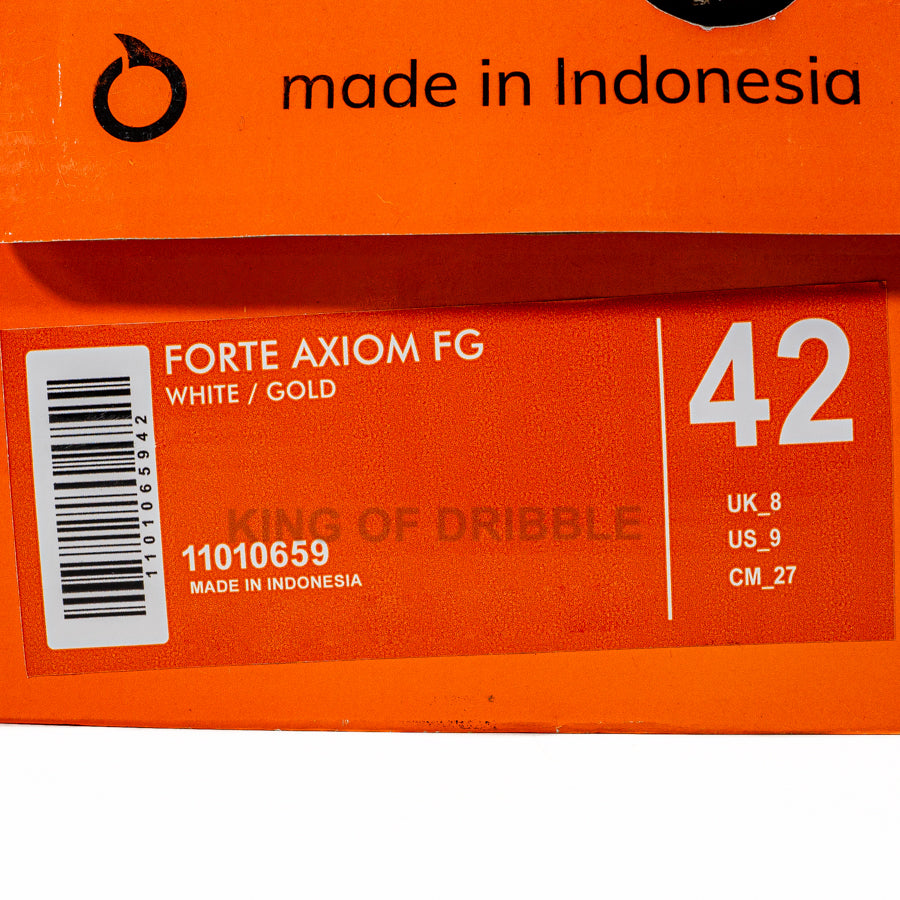 made in Indonesia
FORTE AXIOM FG
WHITE / GOLD
1101065942
KING OF DRIBBLE
11010659
MADE IN INDONESIA
42
UK_8
US_9
CM_27